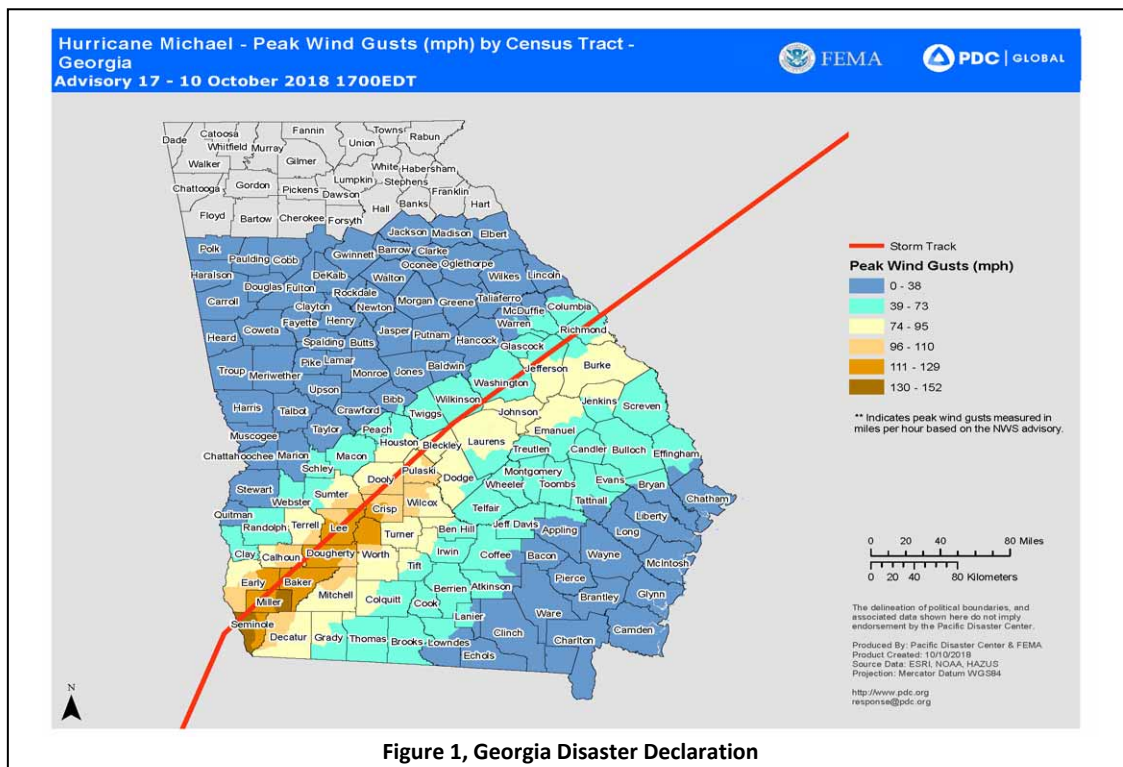 Hurricane Michael - Peak Wind Gusts (mph) by Census Tract -
Georgia
Advisory 17 - 10 October 2018 1700EDT
FEMA
PDC | GLOBAL
Dade
Catoosa
Whitfield
Murray
Fannin
Union
Towns
Rabun
Walker
Gilmer
White
Habersham
Chattooga
Gordon
Pickens
Lumpkin
Dawson
Stephens
Franklin
Floyd
Bartow
Cherokee
Forsyth
Hall
Banks
Hart
Polk
Paulding
Cobb
Gwinnett
Jackson
Madison
Elbert
Barrow
Clarke
Haralson
Douglas
Fulton
DeKalb
Walton
Oconee
Oglethorpe
Wilkes
Lincoln
Carroll
Clayton
Rockdale
Newton
Morgan
Greene
Taliaferro
McDuffie
Columbia
Heard
Coweta
Fayette
Henry
Spalding
Butts
Jasper
Putnam
Hancock
Warren
Richmond
Glascock
Troup
Meriwether
Pike
Lamar
Monroe
Jones
Baldwin
Washington
Jefferson
Burke
Upson
Harris
Talbot
Crawford
Bibb
Twiggs
Wilkinson
Johnson
Jenkins
Screven
Muscogee
Taylor
Peach
Houston
Bleckley
Laurens
Emanuel
Chattahoochee
Marion
Macon
Treutlen
Candler
Bulloch
Effingham
Stewart
Schley
Dooly
Pulaski
Dodge
Montgomery
Wheeler
Toombs
Evans
Bryan
Tattnall
Chatham
Quitman
Webster
Sumter
Crisp
Wilcox
Telfair
Liberty
Randolph
Terrell
Lee
Turner
Ben Hill
Jeff Davis
Appling
Long
Clay
Calhoun
Dougherty
Worth
Irwin
Coffee
Bacon
Wayne
McIntosh
Early
Baker
Tift
Berrien
Atkinson
Pierce
Miller
Mitchell
Colquitt
Cook
Brantley
Glynn
Seminole
Decatur
Grady
Thomas
Brooks
Lowndes
Lanier
Clinch
Ware
Echols
Charlton
Camden
Storm Track
Peak Wind Gusts (mph)
0 - 38
39 - 73
74 - 95
96 - 110
111 - 129
130 - 152
** Indicates peak wind gusts measured in
miles per hour based on the NWS advisory.
0 20 40 80 Miles
0 20 40 80 Kilometers
The delineation of political boundaries, and
associated data shown here do not imply
endorsement by the Pacific Disaster Center.
Produced By: Pacific Disaster Center & FEMA
Product Created: 10/10/2018
Source Data: ESRI, NOAA, HAZUS
Projection: Mercator Datum WGS84
http://www.pdc.org
response@pdc.org
N
Figure 1, Georgia Disaster Declaration